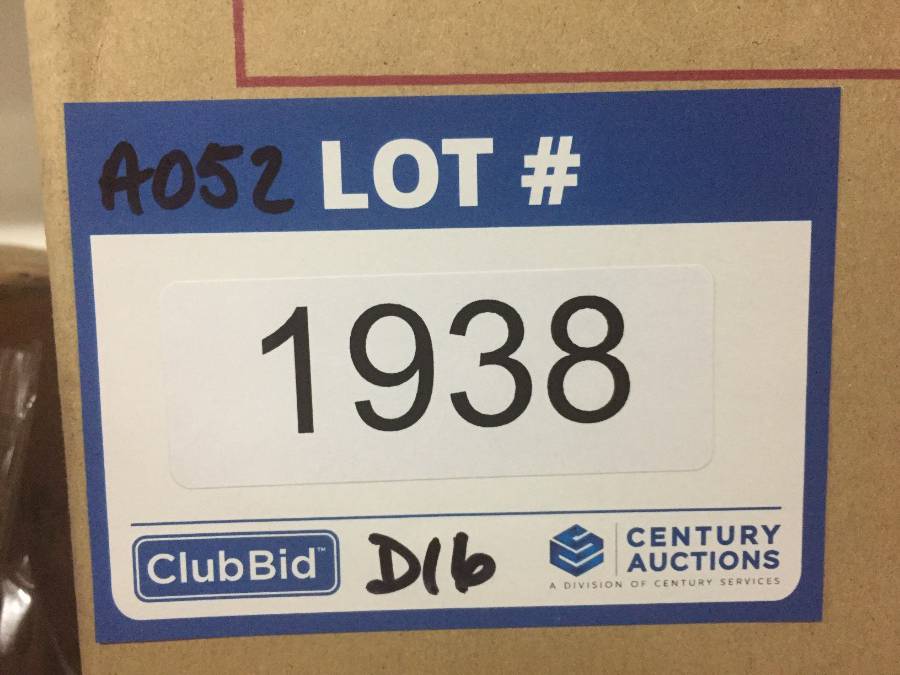 A052 LOT #
1938
ClubBid™ D16 CENTURY
AUCTIONS
A DIVISION OF CENTURY SERVICES